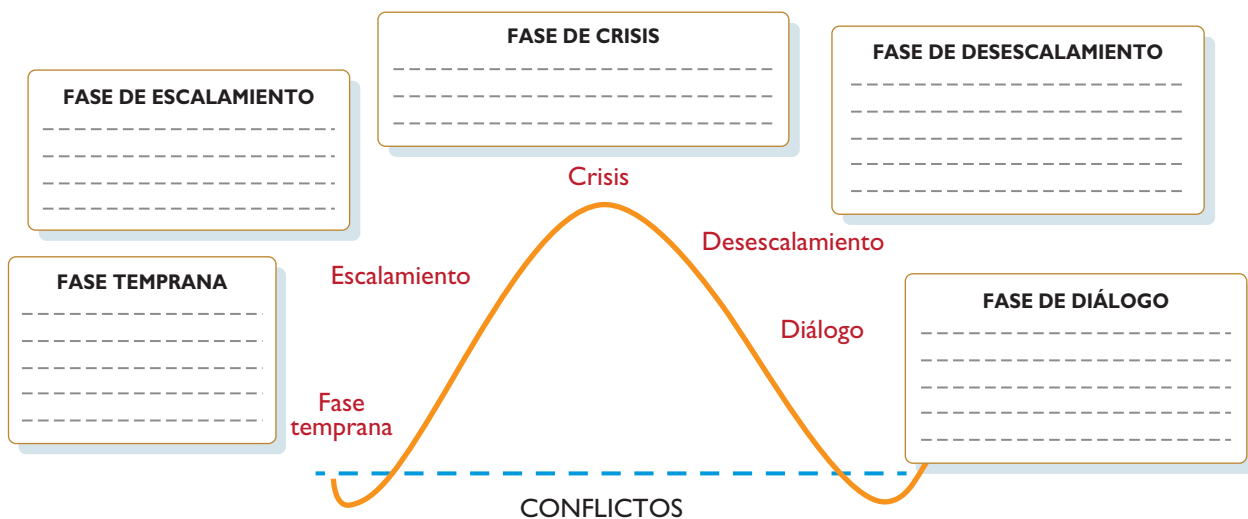 FASE DE CRISIS
FASE DE DESESCALAMIENTO
FASE DE ESCALAMIENTO
Crisis
Desescalamiento
Escalamiento
FASE TEMPRANA
FASE DE DIÁLOGO
Diálogo
Fase
temprana
CONFLICTOS